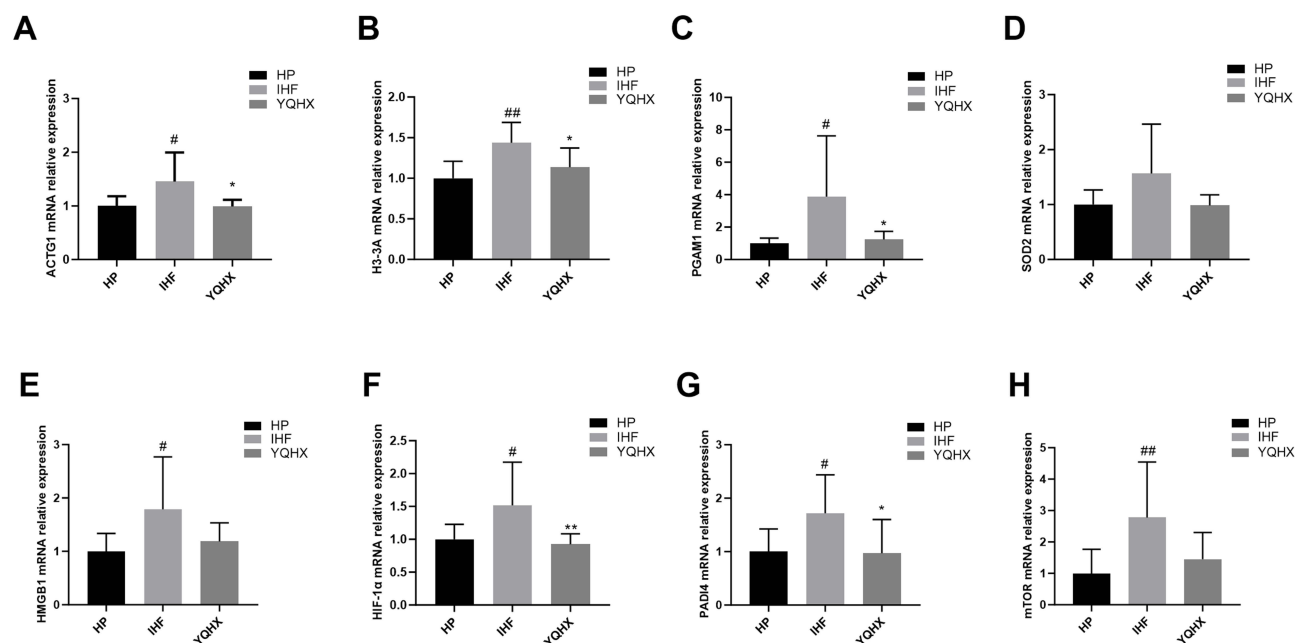 A
HP
IHF
YQHX
ACTG1 mRNA relative expression
3
2
1
0
#
*
HP
IHF
YQHX
B
HP
IHF
YQHX
H3-3A mRNA relative expression
2.0
1.5
1.0
0.5
0.0
##
*
HP
IHF
YQHX
C
HP
IHF
YQHX
PGAM1 mRNA relative expression
10
8
6
4
2
0
#
*
HP
IHF
YQHX
D
HP
IHF
YQHX
SOD2 mRNA relative expression
3
2
1
0
HP
IHF
YQHX
E
HP
IHF
YQHX
HMGB1 mRNA relative expression
3
2
1
0
#
HP
IHF
YQHX
F
HP
IHF
YQHX
HIF-1α mRNA relative expression
2.5
2.0
1.5
1.0
0.5
0.0
#
**
HP
IHF
YQHX
G
HP
IHF
YQHX
PADI4 mRNA relative expression
3
2
1
0
#
*
HP
IHF
YQHX
H
HP
IHF
YQHX
mTOR mRNA relative expression
5
4
3
2
1
0
##
HP
IHF
YQHX